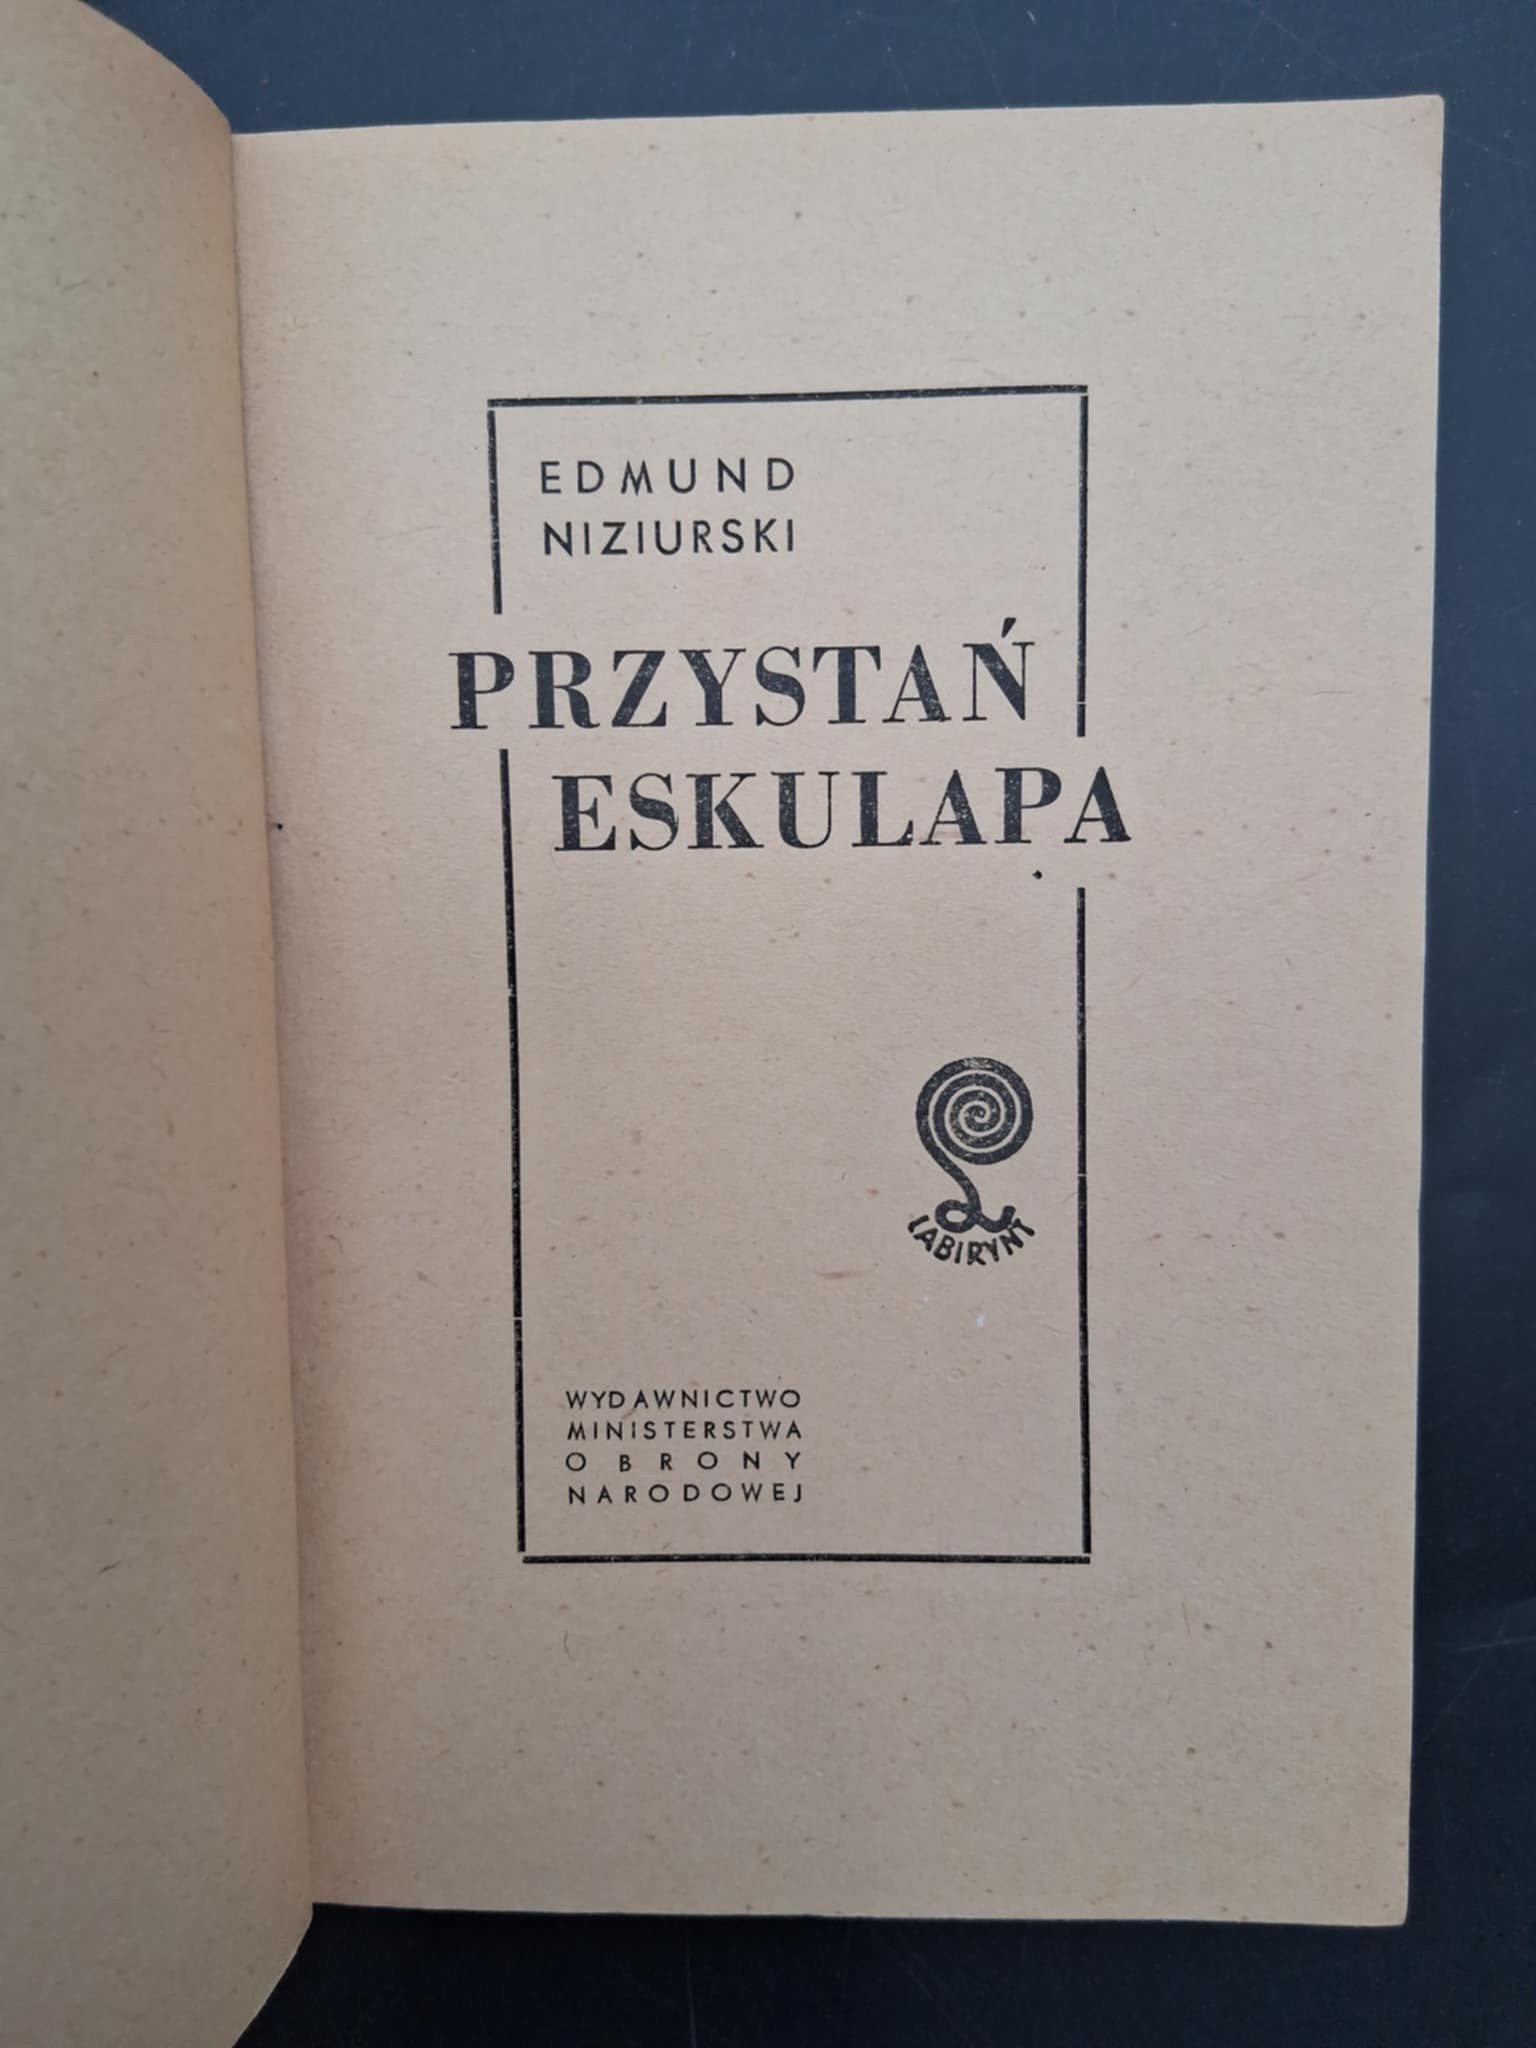 EDMUND
NIZIURSKI
PRZYSTAŃ
ESKULAPA
LABIRYNT
WYDAWNICTWO
MINISTERSTWA
OBRONY
NARODOWEJ